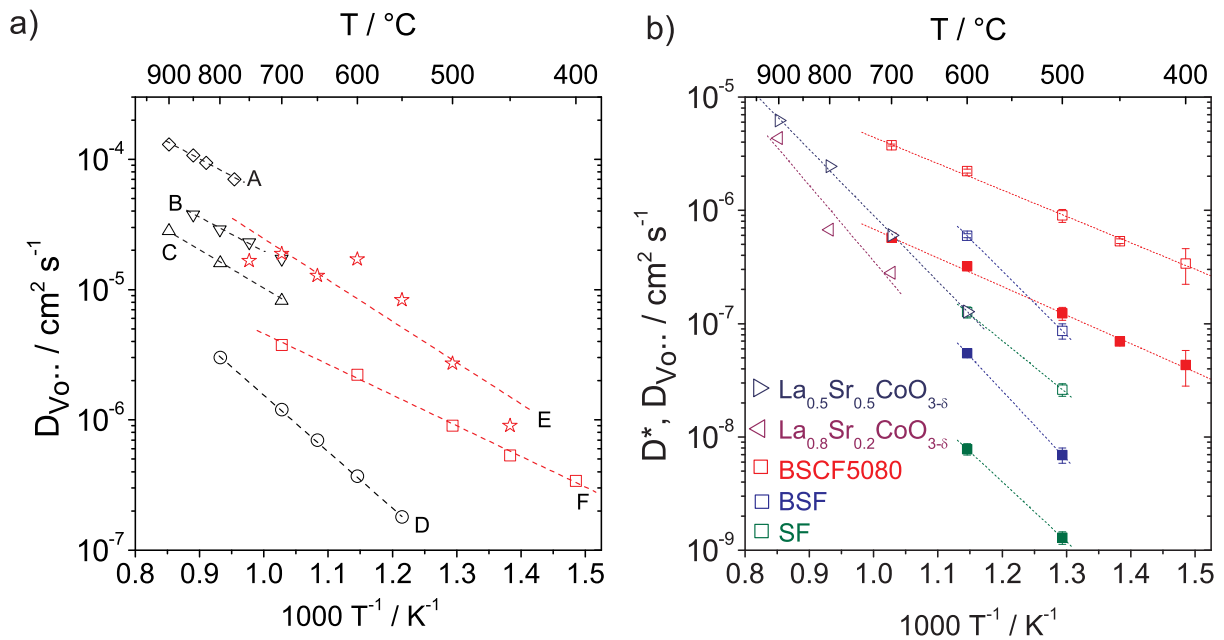 a)
T / °C
900 800 700 600 500 400
10⁻⁴
10⁻⁵
10⁻⁶
10⁻⁷
D_Vo·· / cm² s⁻¹
A
B
C
E
F
D
0.8 0.9 1.0 1.1 1.2 1.3 1.4 1.5
1000 T⁻¹ / K⁻¹
b)
T / °C
900 800 700 600 500 400
10⁻⁵
10⁻⁶
10⁻⁷
10⁻⁸
10⁻⁹
D*, D_Vo·· / cm² s⁻¹
La₀.₅Sr₀.₅CoO₃₋δ
La₀.₈Sr₀.₂CoO₃₋δ
BSCF5080
BSF
SF
0.8 0.9 1.0 1.1 1.2 1.3 1.4 1.5
1000 T⁻¹ / K⁻¹